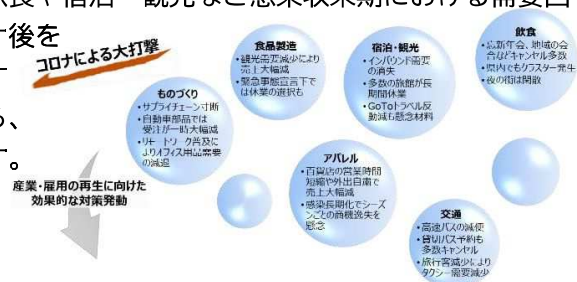 飲食や宿泊・観光など感染収束期における需要回
後を
コロナによる大打撃
す。
産業・雇用の再生に向けた
効果的な対策発動
ものづくり
・サプライチェーン寸断
・自動車部品では
受注が一時大幅減
・リモートワーク普及に
よりオフィス用品需要
の減退
食品製造
・観光需要減少により
売上大幅減
・緊急事態宣言下で
は休業の選択も
宿泊・観光
・インバウンド需要
の消失
・多数の旅館が長
期間休業
・GoToトラベル反
動減も懸念材料
飲食
・忘新年会、地域の会
合などキャンセル多数
・県内でもクラスター発生
・夜の街は閑散
アパレル
・百貨店の営業時間
短縮や外出自粛で
売上大幅減
・感染長期化でシーズ
ンごとの商機逸失を
懸念
交通
・高速バスの減便
・貸切バス予約も
多数キャンセル
・旅行客減少により
タクシー需要減少